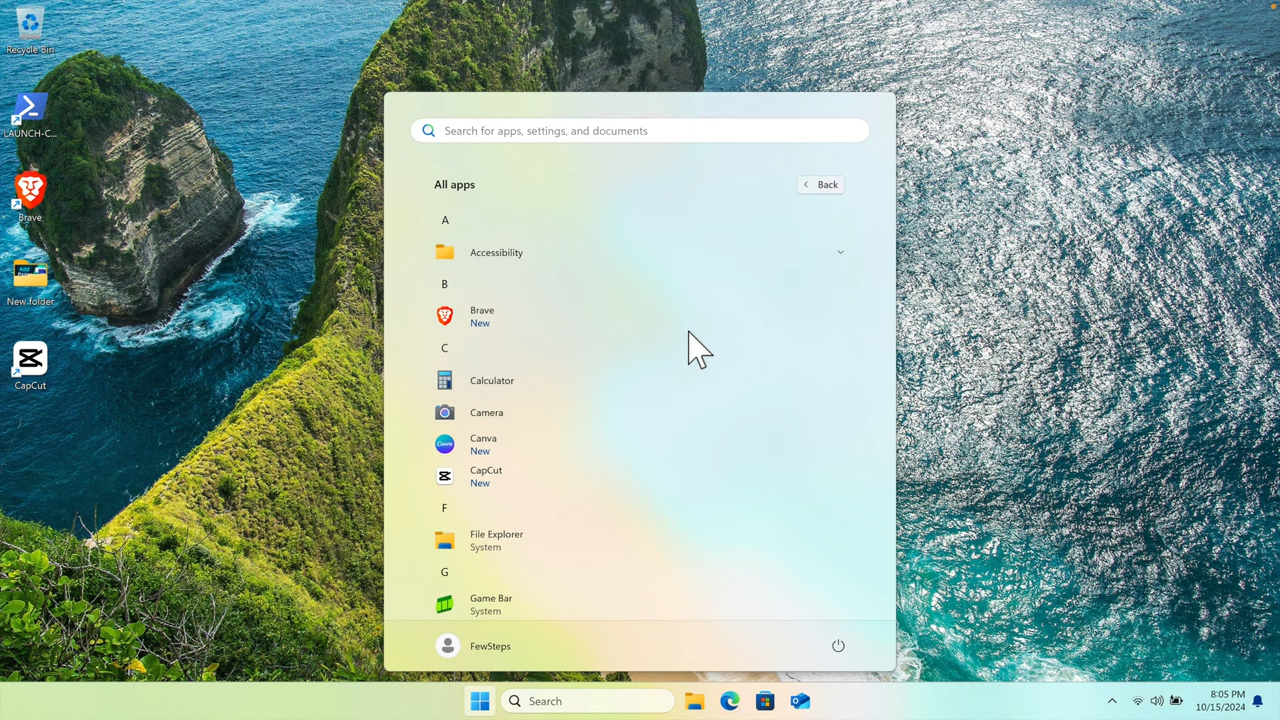 Recycle Bin
LAUNCH-C...
Brave
New folder
CapCut
Search for apps, settings, and documents
All apps
Back
A
Accessibility
B
Brave
New
C
Calculator
Camera
Canva
New
CapCut
New
F
File Explorer
System
G
Game Bar
System
FewSteps
Search
8:05 PM
10/15/2024